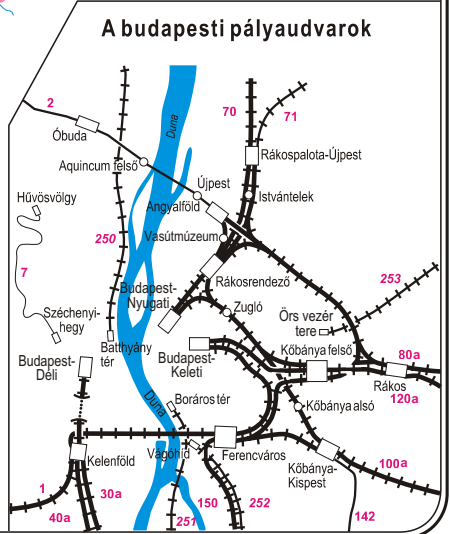 A budapesti pályaudvarok
2
70
71
Duna
Óbuda
Rákospalota-Újpest
Aquincum felső
Újpest
Hűvösvölgy
Angyalföld
Istvántelek
250
Vasútmúzeum
7
253
Rákosrendező
Budapest-
Nyugati
Zugló
Széchenyi-
hegy
Örs vezér
tere
Batthyány
tér
Budapest-
Keleti
Kőbánya felső
80a
Budapest-
Déli
Rákos
120a
Duna
Boráros tér
Kőbánya alsó
Kelenföld
Vágóhíd
Ferencváros
100a
Kőbánya-
Kispest
1
30a
150
252
40a
251
142